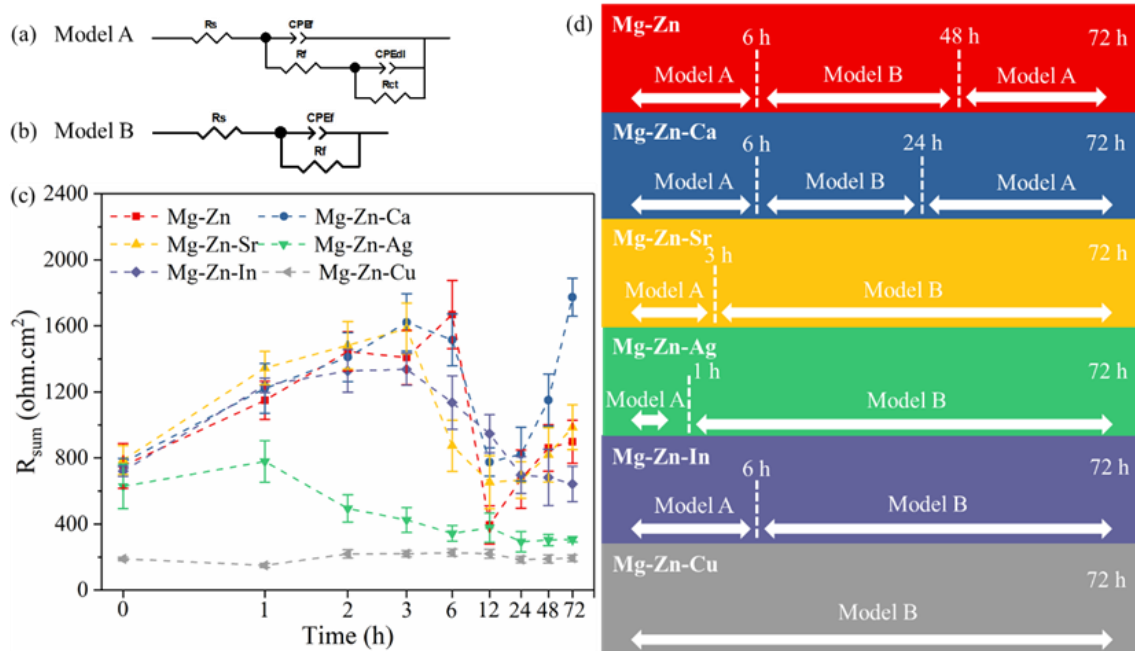 (a) Model A
Rs
CPEf
Rf
CPEdl
Rct
(b) Model B
Rs
CPEf
Rf
(c)
Mg-Zn
Mg-Zn-Ca
Mg-Zn-Sr
Mg-Zn-Ag
Mg-Zn-In
Mg-Zn-Cu
R_sum (ohm.cm²)
2400
2000
1600
1200
800
400
0
0 1 2 3 6 12 24 48 72
Time (h)
(d)
Mg-Zn
6 h 48 h 72 h
Model A Model B Model A
Mg-Zn-Ca
6 h 24 h 72 h
Model A Model B Model A
Mg-Zn-Sr
3 h 72 h
Model A Model B
Mg-Zn-Ag
1 h 72 h
Model A Model B
Mg-Zn-In
6 h 72 h
Model A Model B
Mg-Zn-Cu
72 h
Model B